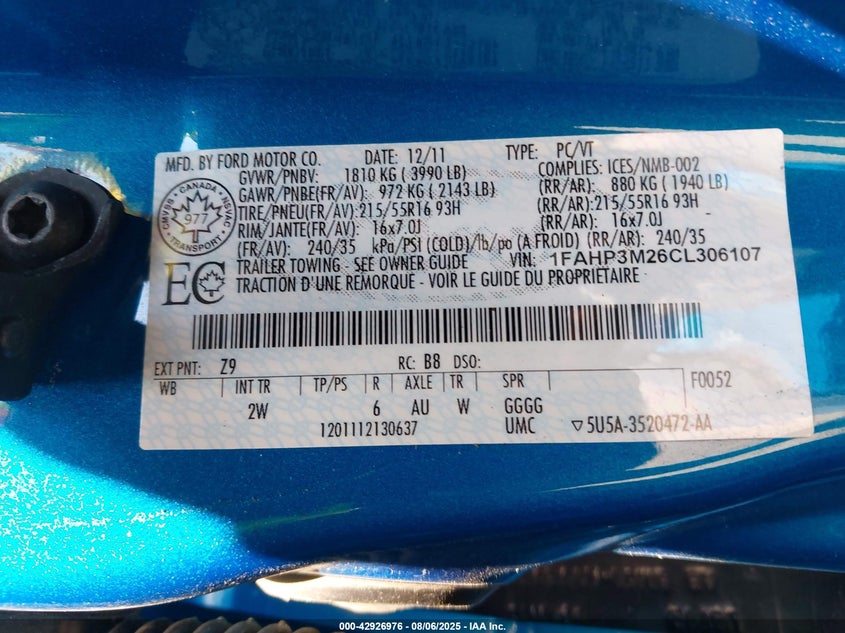 MFD. BY FORD MOTOR CO. DATE: 12/11 TYPE: PC/VT
GVWR/PNBV: 1810 KG ( 3990 LB) COMPLIES: ICES/NMB-002
GAWR/PNBE(FR/AV): 972 KG ( 2143 LB) (RR/AR): 880 KG ( 1940 LB)
TIRE/PNEU(FR/AV): 215/55R16 93H (RR/AR): 215/55R16 93H
RIM/JANTE(FR/AV): 16x7.0J (RR/AR): 16x7.0J
(FR/AV): 240/35 kPa/PSI (COLD)/lb/po (A FROID) (RR/AR): 240/35
TRAILER TOWING - SEE OWNER GUIDE VIN: 1FAHP3M26CL306107
TRACTION D'UNE REMORQUE - VOIR LE GUIDE DU PROPRIÉTAIRE
CMVSS • CANADA • NSVAC
977
TRANSPORT
EC
EXT PNT: Z9 RC: B8 DSO:
WB INT TR TP/PS R AXLE TR SPR F0052
2W 6 AU W GGGG
1201112130637 UMC ▽5U5A-3520472-AA
000-42926976 - 08/06/2025 - IAA Inc.